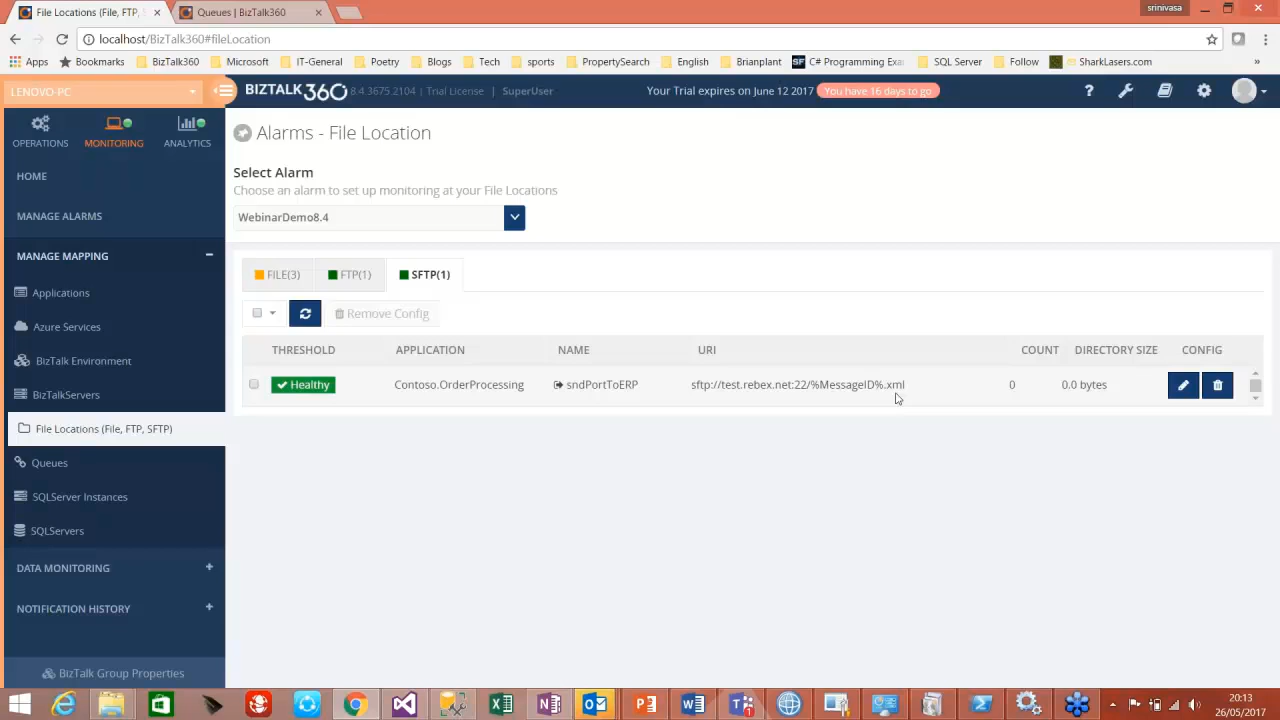 srinivasa
File Locations (File, FTP, S
Queues | BizTalk360
localhost/BizTalk360#fileLocation
Apps Bookmarks BizTalk360 Microsoft IT-General Poetry Blogs Tech sports PropertySearch English Brianplant SF C# Programming Exa SQL Server Follow SharkLasers.com »
LENOVO-PC
BIZTALK360 8.4.3675.2104 | Trial License | SuperUser
Your Trial expires on June 12 2017 You have 16 days to go
OPERATIONS MONITORING ANALYTICS
HOME
MANAGE ALARMS
MANAGE MAPPING
Applications
Azure Services
BizTalk Environment
BizTalkServers
File Locations (File, FTP, SFTP)
Queues
SQLServer Instances
SQLServers
DATA MONITORING
NOTIFICATION HISTORY
BizTalk Group Properties
Alarms - File Location
Select Alarm
Choose an alarm to set up monitoring at your File Locations
WebinarDemo8.4
FILE(3) FTP(1) SFTP(1)
Remove Config
THRESHOLD APPLICATION NAME URI COUNT DIRECTORY SIZE CONFIG
Healthy Contoso.OrderProcessing sndPortToERP sftp://test.rebex.net:22/%MessageID%.xml 0 0.0 bytes
20:13
26/05/2017